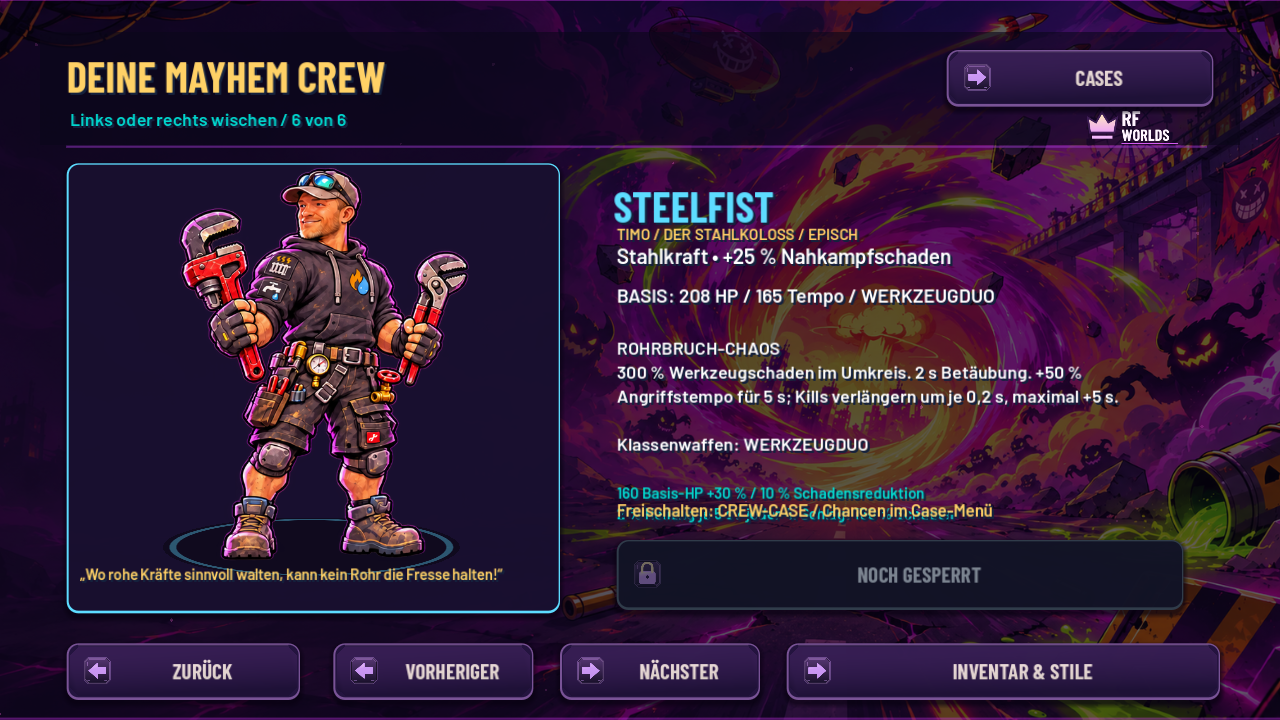 DEINE MAYHEM CREW
Links oder rechts wischen / 6 von 6
CASES
RF
WORLDS
STEELFIST
TIMO / DER STAHLKOLOSS / EPISCH
Stahlkraft • +25 % Nahkampfschaden
BASIS: 208 HP / 165 Tempo / WERKZEUGDUO
ROHRBRUCH-CHAOS
300 % Werkzeugschaden im Umkreis. 2 s Betäubung. +50 %
Angriffstempo für 5 s; Kills verlängern um je 0,2 s, maximal +5 s.
Klassenwaffen: WERKZEUGDUO
160 Basis-HP +30 % / 10 % Schadensreduktion
Freischalten: CREW-CASE / Chancen im Case-Menü
„Wo rohe Kräfte sinnvoll walten, kann kein Rohr die Fresse halten!“
NOCH GESPERRT
ZURÜCK
VORHERIGER
NÄCHSTER
INVENTAR & STILE